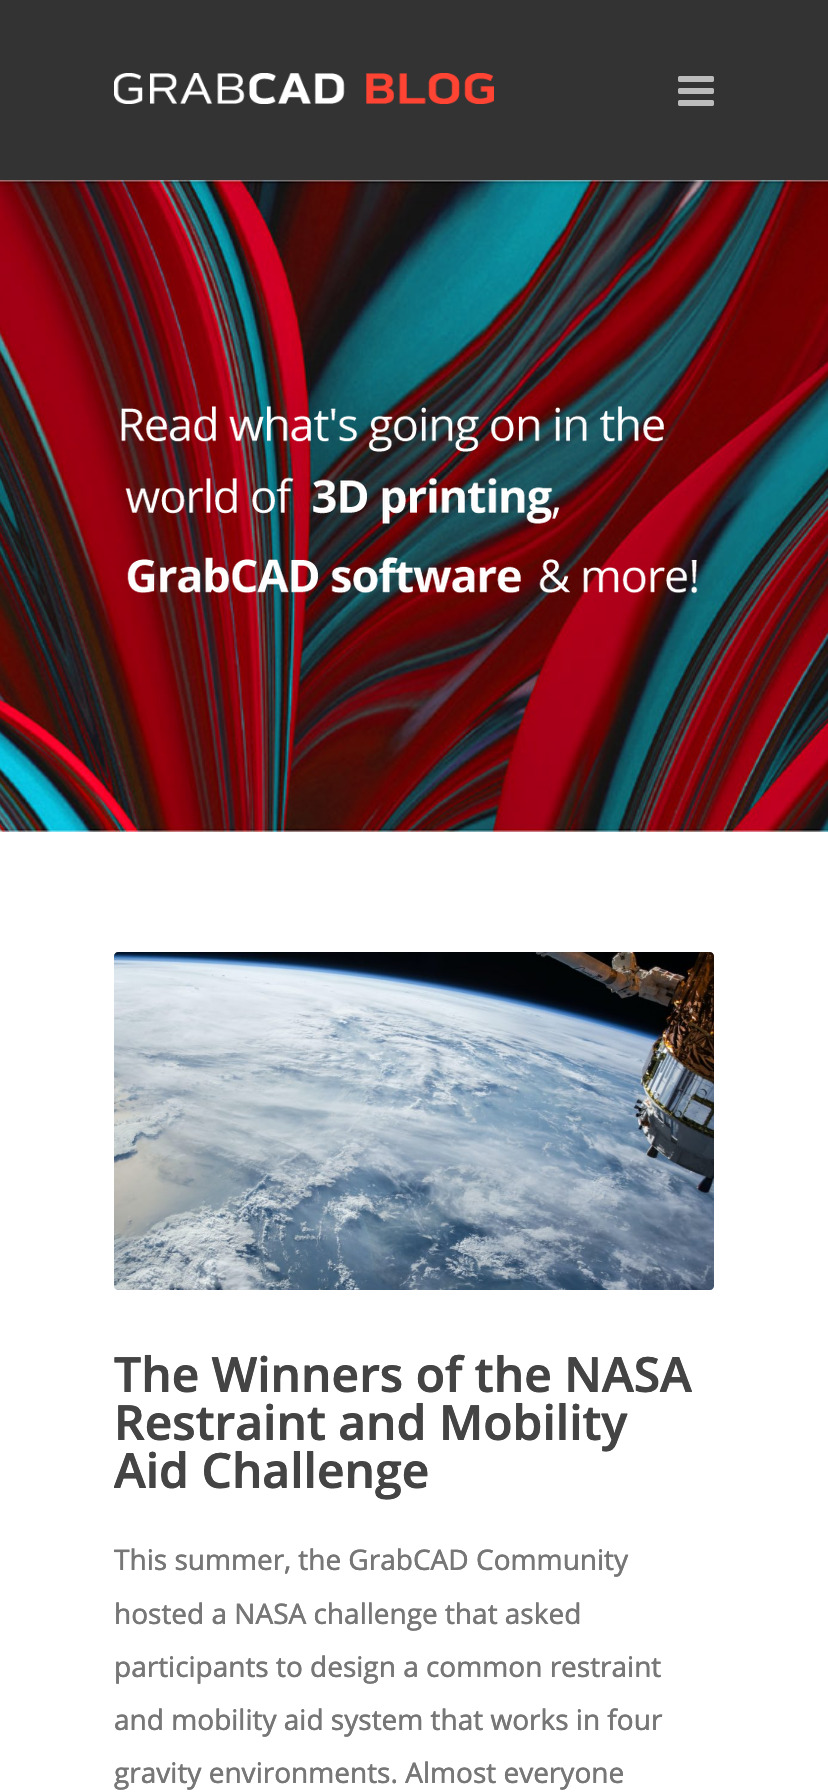 GRABCAD BLOG
Read what's going on in the
world of 3D printing,
GrabCAD software & more!
The Winners of the NASA
Restraint and Mobility
Aid Challenge
This summer, the GrabCAD Community
hosted a NASA challenge that asked
participants to design a common restraint
and mobility aid system that works in four
gravity environments. Almost everyone